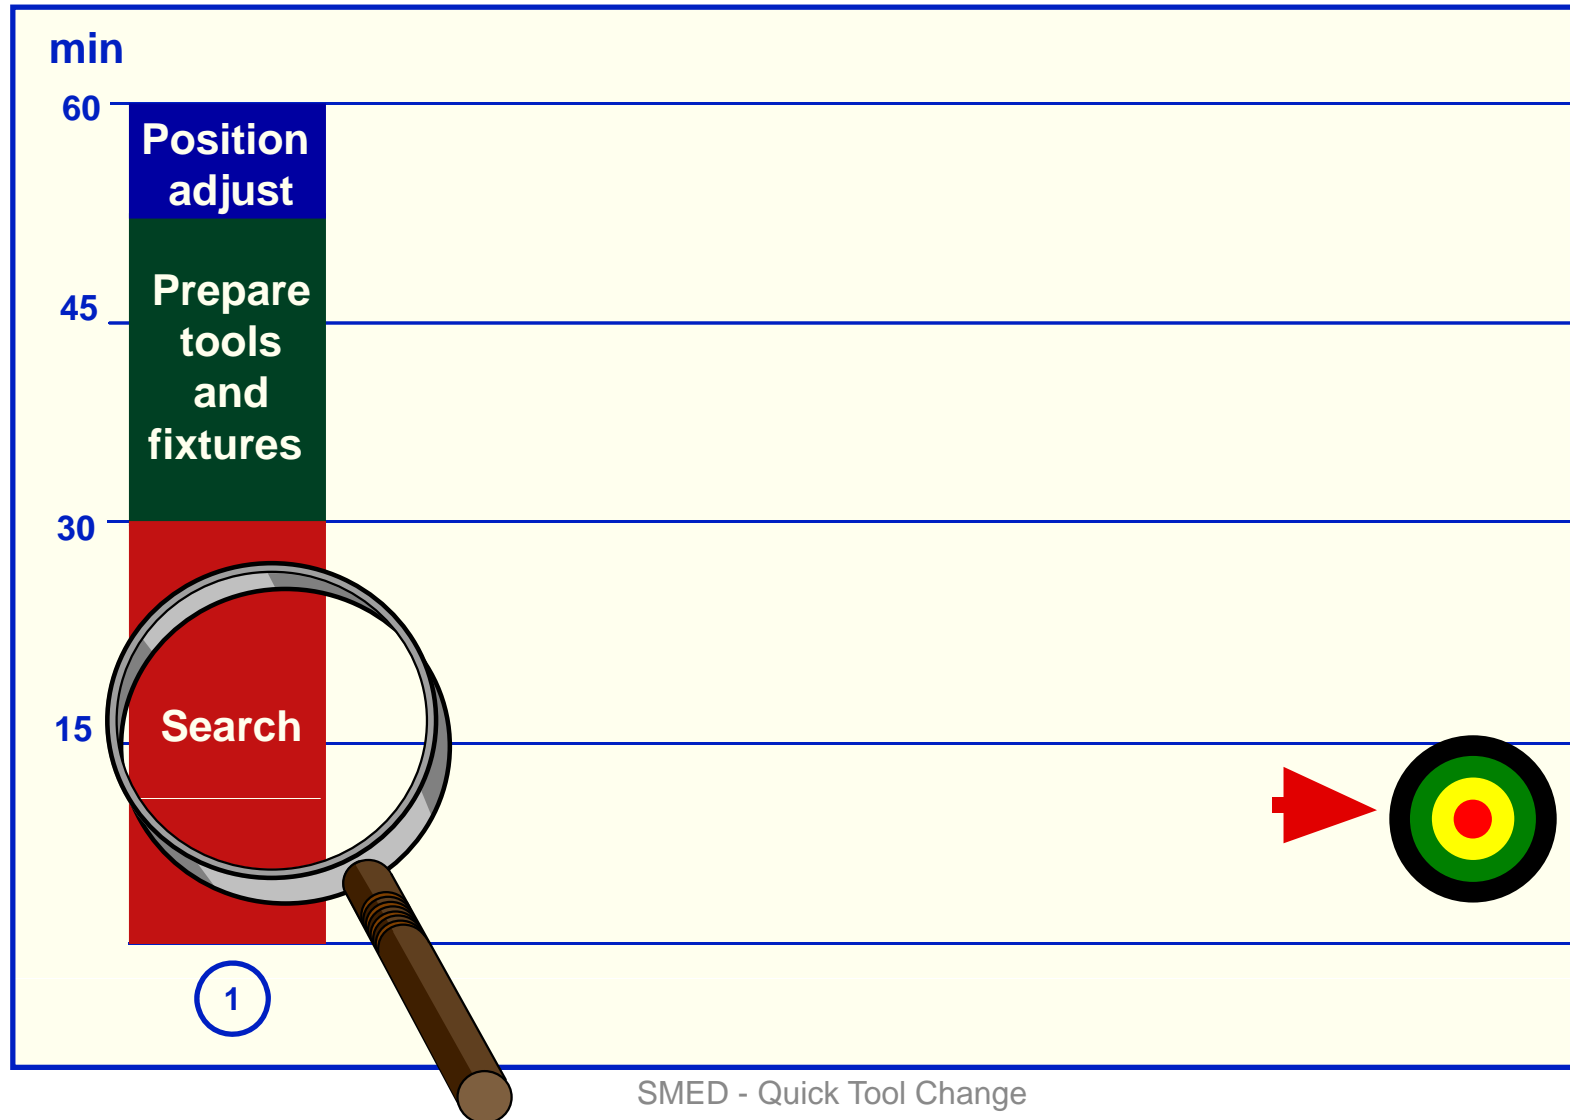 min
60
Position
adjust
Prepare
45
tools
and
fixtures
30
15
Search
1
SMED - Quick Tool Change